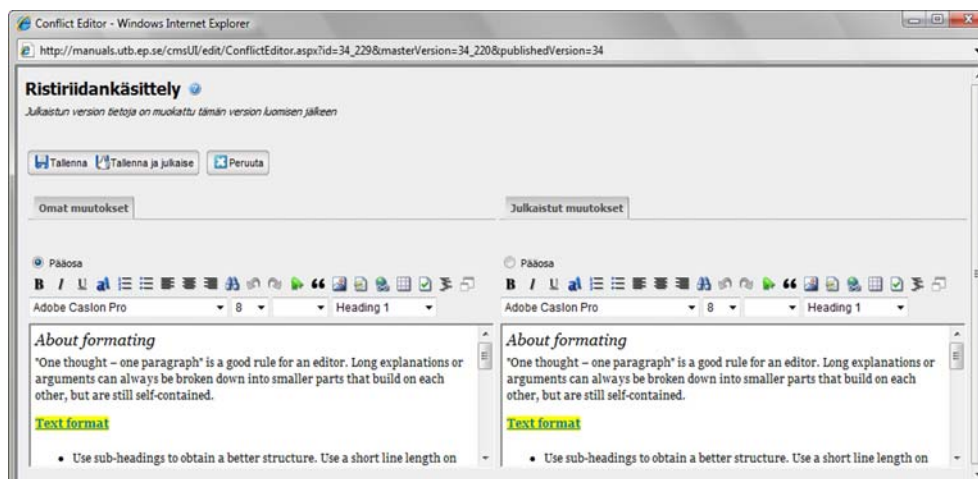 Conflict Editor - Windows Internet Explorer
http://manuals.utb.ep.se/cmsUI/edit/ConflictEditor.aspx?id=34_229&masterVersion=34_220&publishedVersion=34
Ristiriidankäsittely
Julkaistun version tietoja on muokattu tämän version luomisen jälkeen
Tallenna Tallenna ja julkaise Peruuta
Omat muutokset
Julkaistut muutokset
Pääosa
Adobe Caslon Pro 8 Heading 1
About formating
"One thought – one paragraph" is a good rule for an editor. Long explanations or
arguments can always be broken down into smaller parts that build on each
other, but are still self-contained.
Text format
• Use sub-headings to obtain a better structure. Use a short line length on
Pääosa
Adobe Caslon Pro 8 Heading 1
About formating
"One thought – one paragraph" is a good rule for an editor. Long explanations or
arguments can always be broken down into smaller parts that build on each
other, but are still self-contained.
Text format
• Use sub-headings to obtain a better structure. Use a short line length on